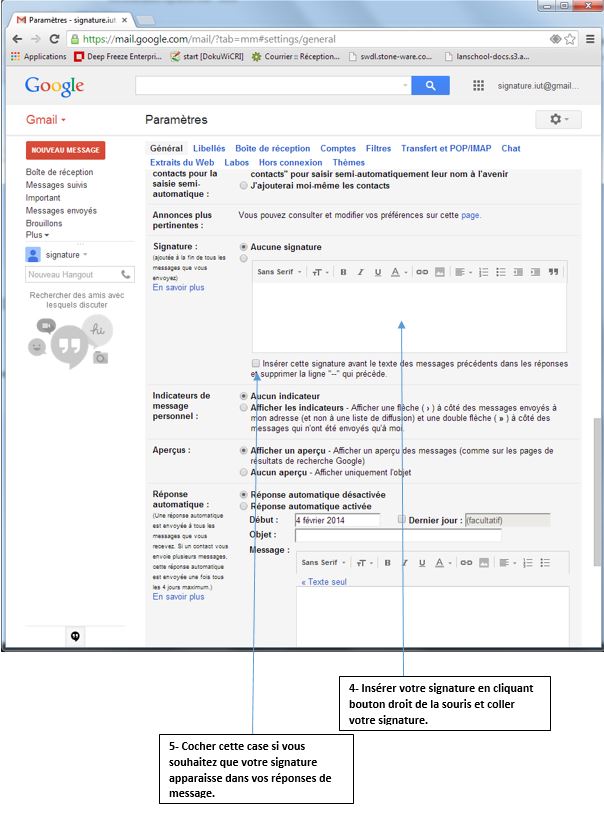 Paramètres - signature.iut
https://mail.google.com/mail/?tab=mm#settings/general
Applications Deep Freeze Enterpri... start [DokuWiCRI] Courrier :: Réception... swdl.stone-ware.co... lanschool-docs.s3.a...
Google signature.iut@gmail...
Gmail Paramètres
NOUVEAU MESSAGE
Boîte de réception
Messages suivis
Important
Messages envoyés
Brouillons
Plus
signature
Nouveau Hangout
Rechercher des amis avec
lesquels discuter
hi
Général Libellés Boîte de réception Comptes Filtres Transfert et POP/IMAP Chat
Extraits du Web Labos Hors connexion Thèmes
contacts pour la
saisie semi-
automatique :
contacts" pour saisir semi-automatiquement leur nom à l'avenir
J'ajouterai moi-même les contacts
Annonces plus
pertinentes :
Vous pouvez consulter et modifier vos préférences sur cette page.
Signature :
(ajoutée à la fin de tous les
messages que vous
envoyez)
En savoir plus
Aucune signature
Sans Serif T B I U A
Insérer cette signature avant le texte des messages précédents dans les réponses
et supprimer la ligne "--" qui précède.
Indicateurs de
message
personnel :
Aucun indicateur
Afficher les indicateurs - Afficher une flèche ( › ) à côté des messages envoyés à
mon adresse (et non à une liste de diffusion) et une double flèche ( » ) à côté des
messages qui n'ont été envoyés qu'à moi.
Aperçus :
Afficher un aperçu - Afficher un aperçu des messages (comme sur les pages de
résultats de recherche Google)
Aucun aperçu - Afficher uniquement l'objet
Réponse
automatique :
(Une réponse automatique
est envoyée à tous les
messages que vous
recevez. Si un contact vous
envoie plusieurs messages,
cette réponse automatique
est envoyée une fois tous
les 4 jours maximum.)
En savoir plus
Réponse automatique désactivée
Réponse automatique activée
Début : 4 février 2014 Dernier jour : (facultatif)
Objet :
Message :
Sans Serif T B I U A
« Texte seul
4- Insérer votre signature en cliquant
bouton droit de la souris et coller
votre signature.
5- Cocher cette case si vous
souhaitez que votre signature
apparaisse dans vos réponses de
message.